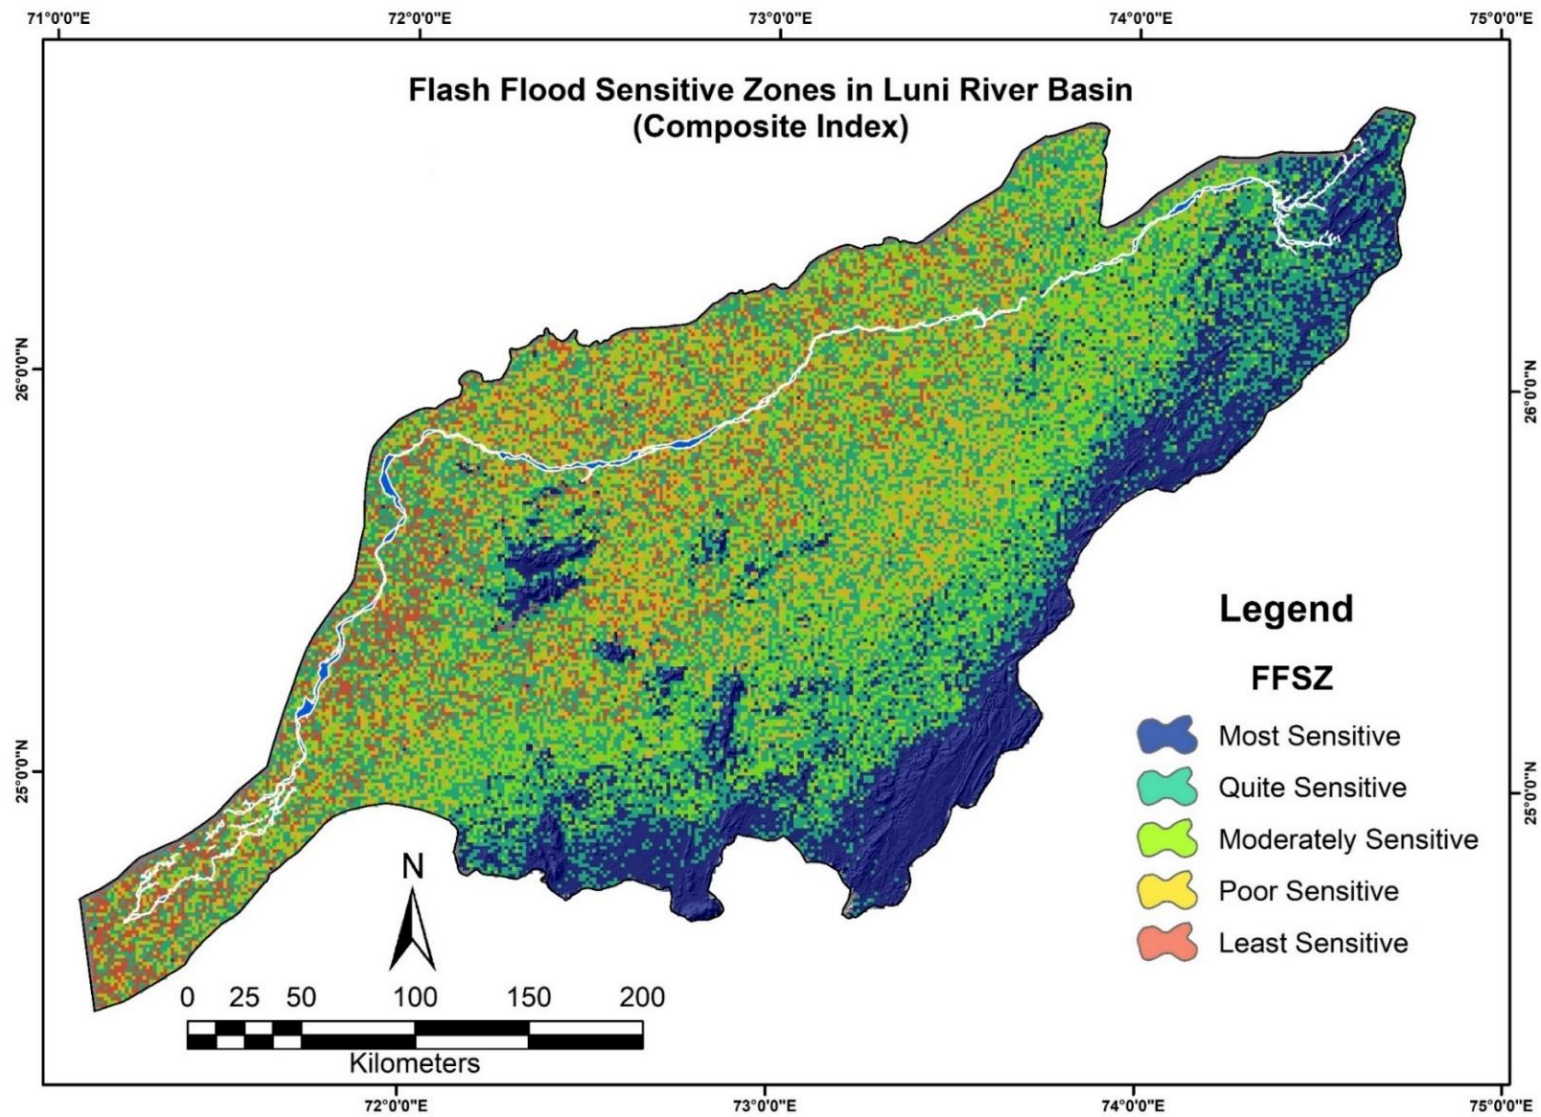 71°0'0"E 72°0'0"E 73°0'0"E 74°0'0"E 75°0'0"E
Flash Flood Sensitive Zones in Luni River Basin
(Composite Index)
26°0'0"N
26°0'0"N
25°0'0"N
25°0'0"N
Legend
FFSZ
Most Sensitive
Quite Sensitive
Moderately Sensitive
Poor Sensitive
Least Sensitive
N
0 25 50 100 150 200
Kilometers
72°0'0"E 73°0'0"E 74°0'0"E 75°0'0"E